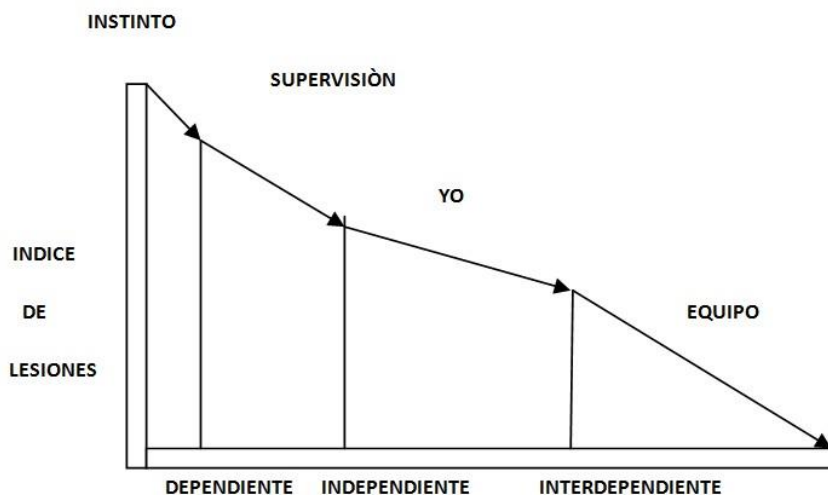 INSTINTO
SUPERVISIÒN
YO
INDICE
DE
LESIONES
EQUIPO
DEPENDIENTE INDEPENDIENTE INTERDEPENDIENTE